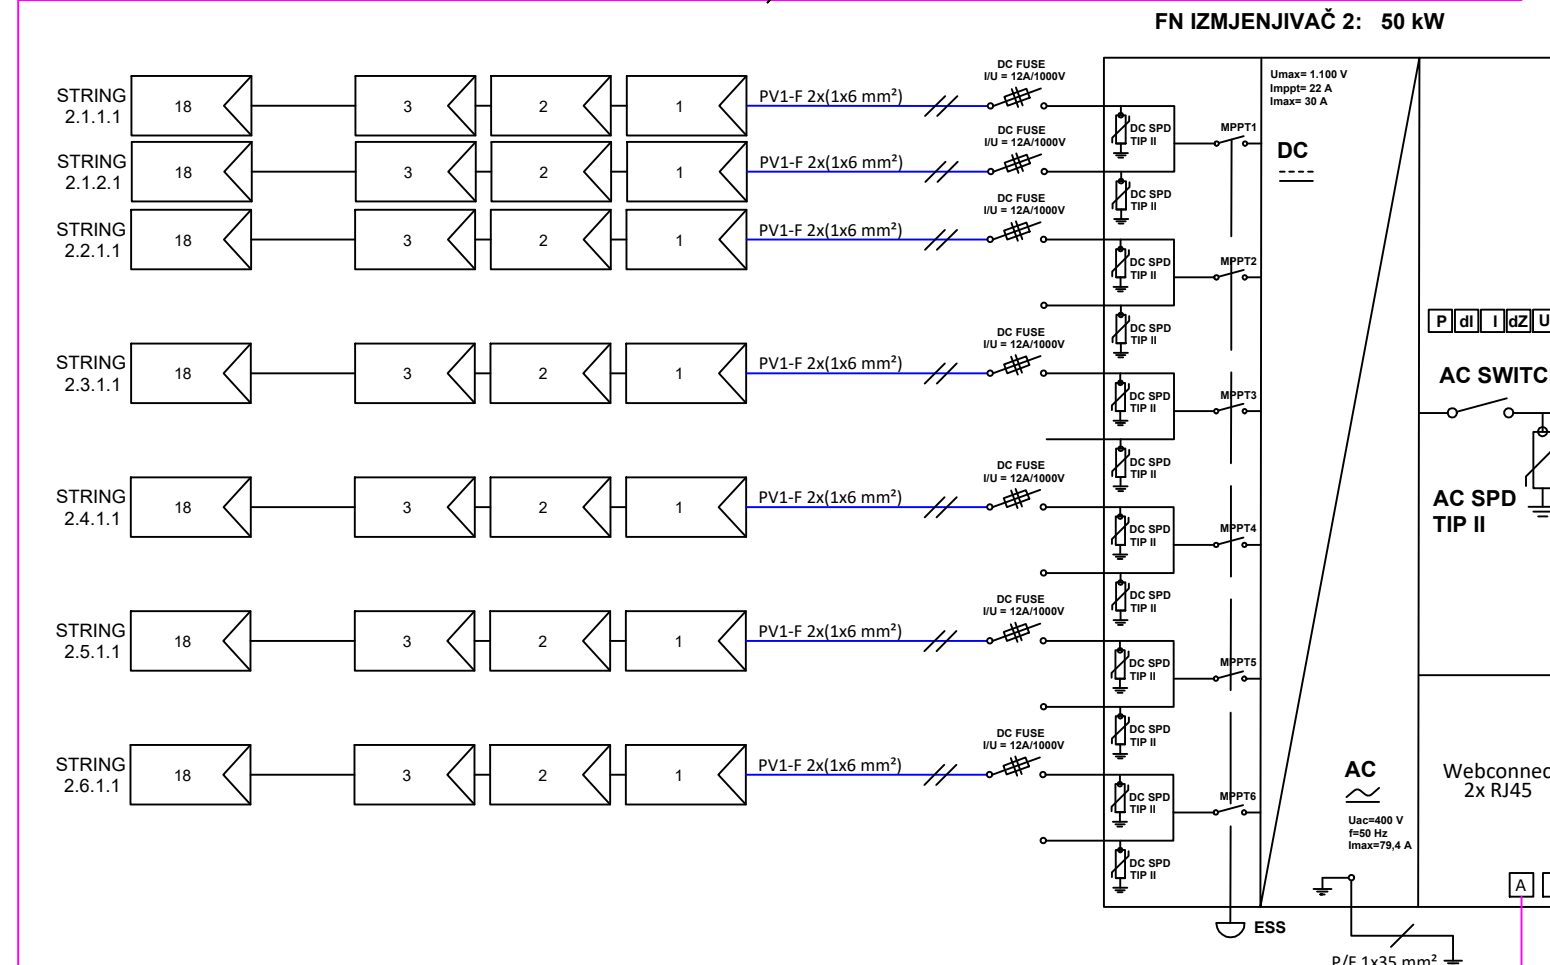 FN IZMJENJIVAČ 2: 50 kW
STRING
2.1.1.1
18
3
2
1
PV1-F 2x(1x6 mm²)
DC FUSE
I/U = 12A/1000V
DC SPD
TIP II
MPPT1
Umax= 1.100 V
Imppt= 22 A
Imax= 30 A
DC
STRING
2.1.2.1
18
3
2
1
PV1-F 2x(1x6 mm²)
DC FUSE
I/U = 12A/1000V
DC SPD
TIP II
STRING
2.2.1.1
18
3
2
1
PV1-F 2x(1x6 mm²)
DC FUSE
I/U = 12A/1000V
DC SPD
TIP II
MPPT2
DC SPD
TIP II
P dI I dZ U
STRING
2.3.1.1
18
3
2
1
PV1-F 2x(1x6 mm²)
DC FUSE
I/U = 12A/1000V
DC SPD
TIP II
MPPT3
AC SWITC
DC SPD
TIP II
STRING
2.4.1.1
18
3
2
1
PV1-F 2x(1x6 mm²)
DC FUSE
I/U = 12A/1000V
DC SPD
TIP II
MPPT4
AC SPD
TIP II
DC SPD
TIP II
STRING
2.5.1.1
18
3
2
1
PV1-F 2x(1x6 mm²)
DC FUSE
I/U = 12A/1000V
DC SPD
TIP II
MPPT5
DC SPD
TIP II
STRING
2.6.1.1
18
3
2
1
PV1-F 2x(1x6 mm²)
DC FUSE
I/U = 12A/1000V
DC SPD
TIP II
MPPT6
AC
Uac=400 V
f=50 Hz
Imax=79,4 A
Webconnec
2x RJ45
DC SPD
TIP II
A
ESS
P/F 1x35 mm²